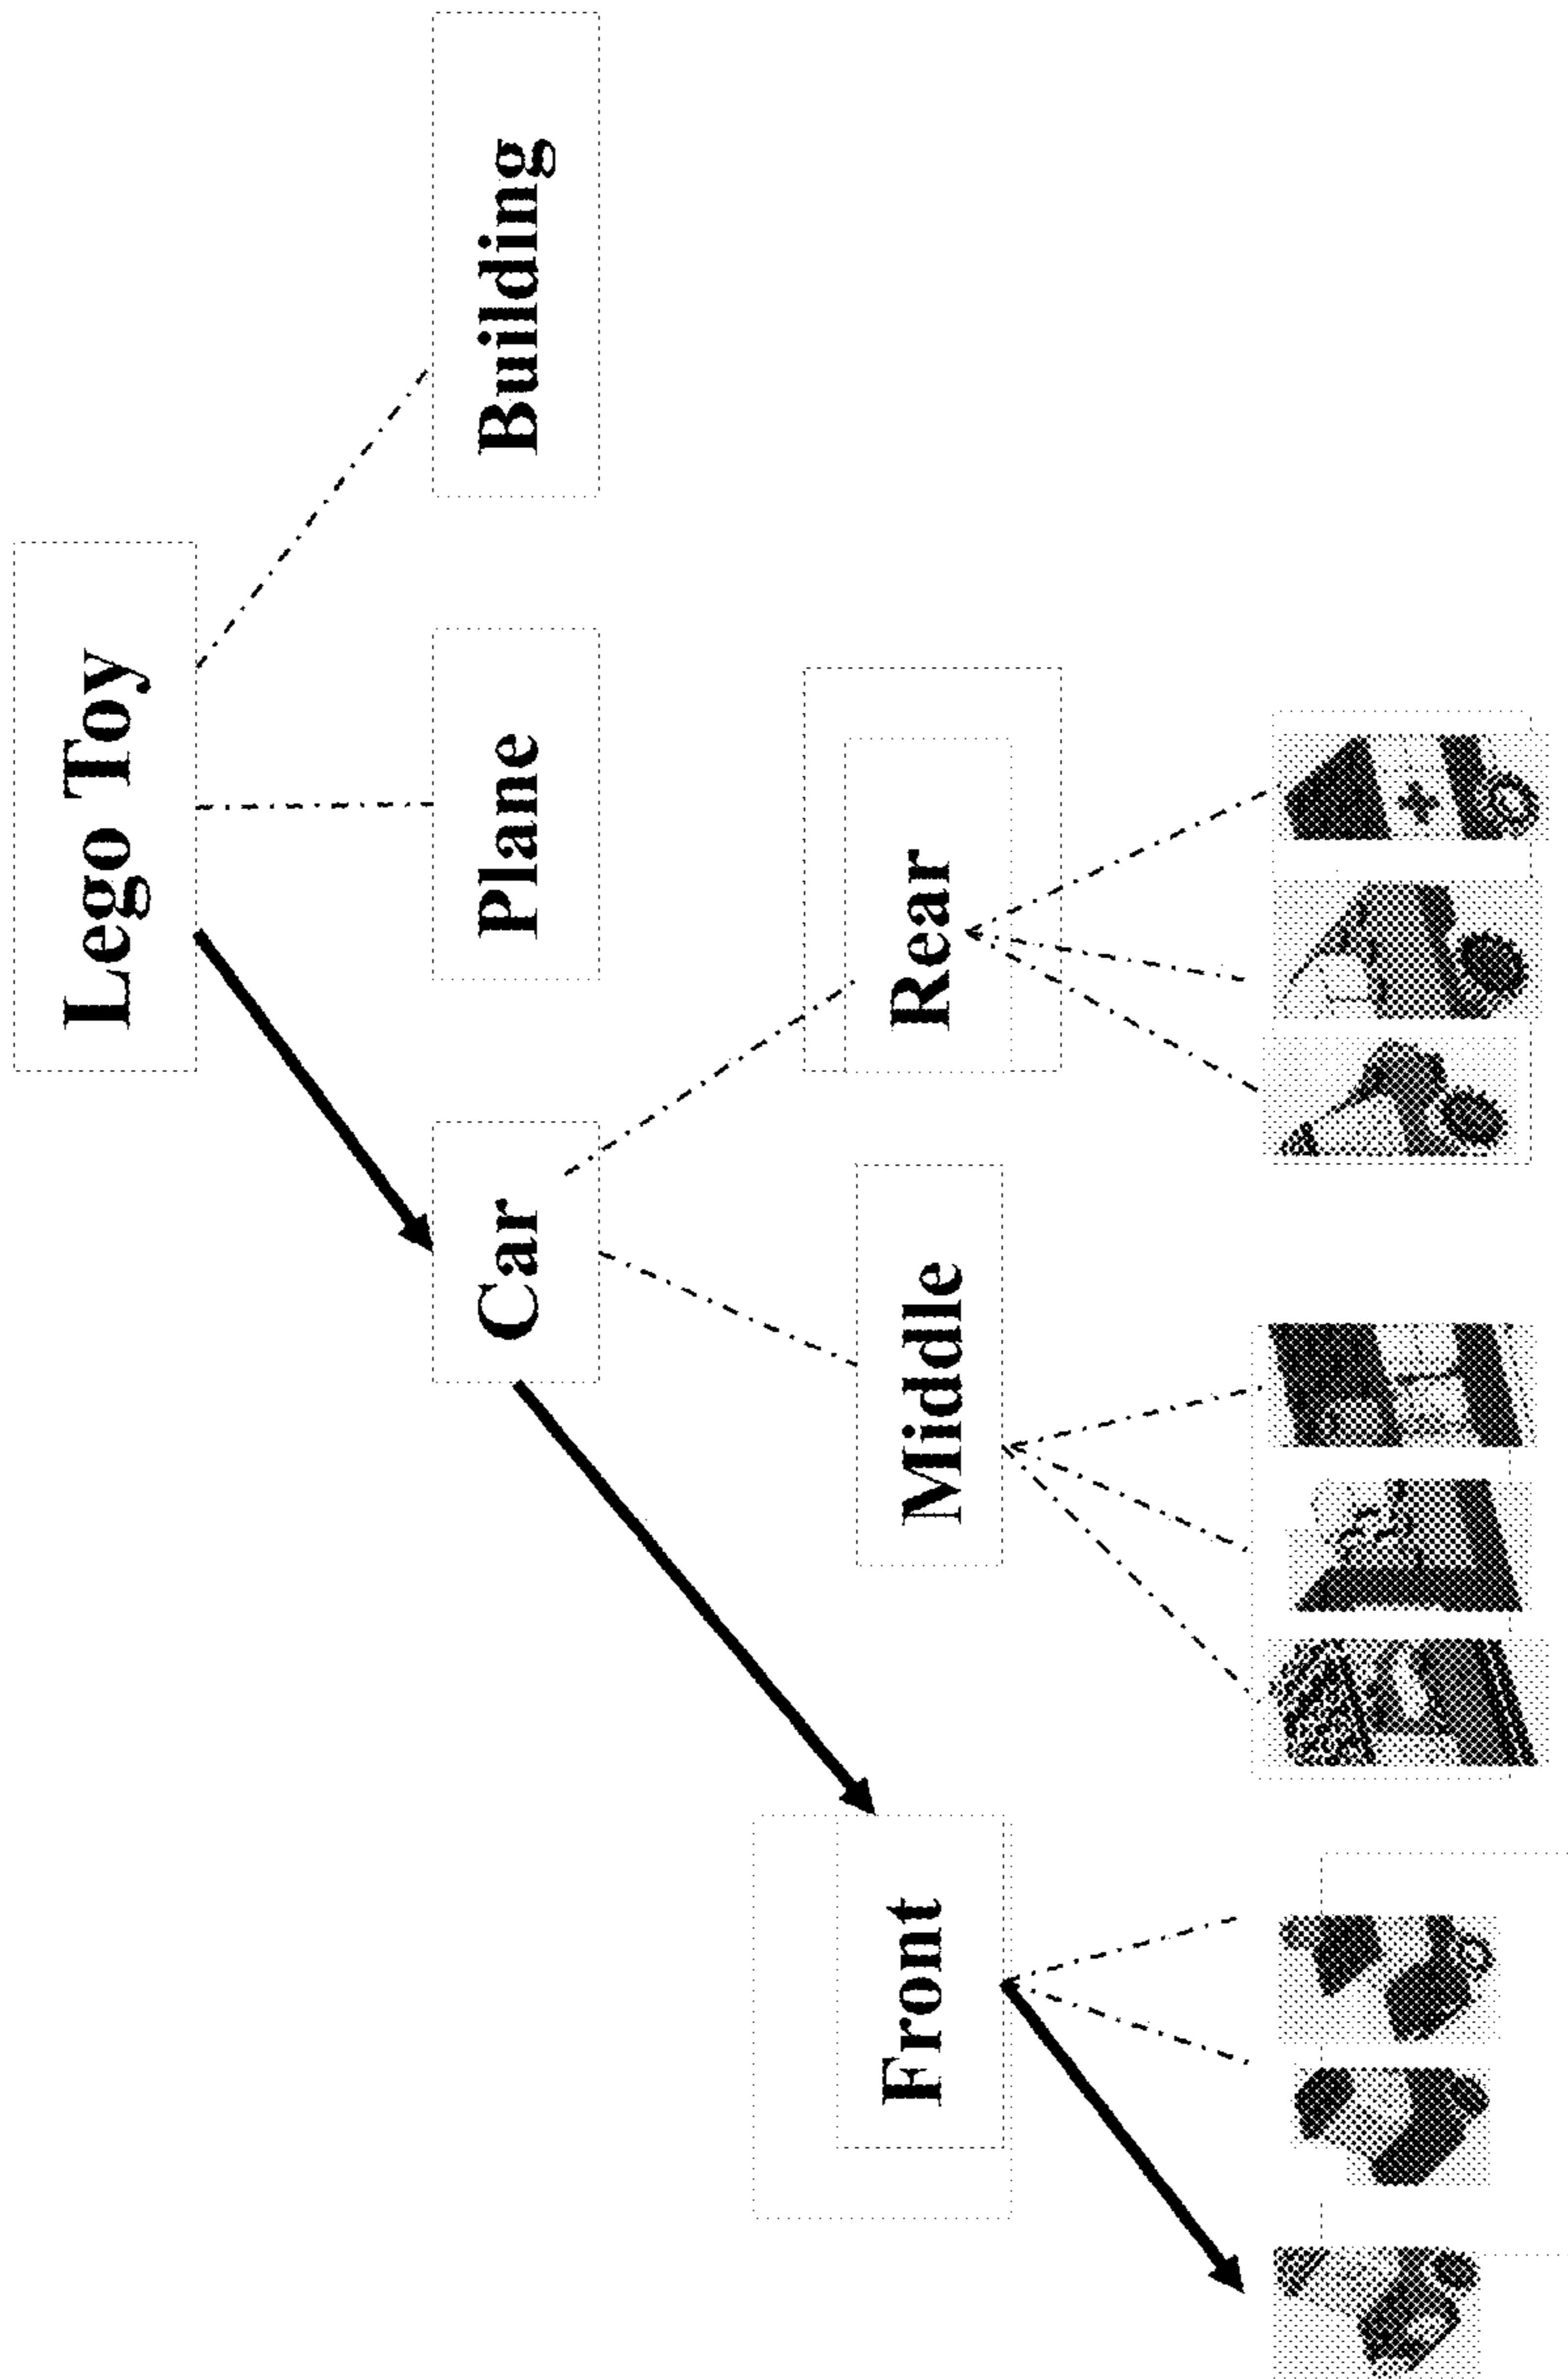 Lego Toy
Car
Plane
Building
Front
Middle
Rear